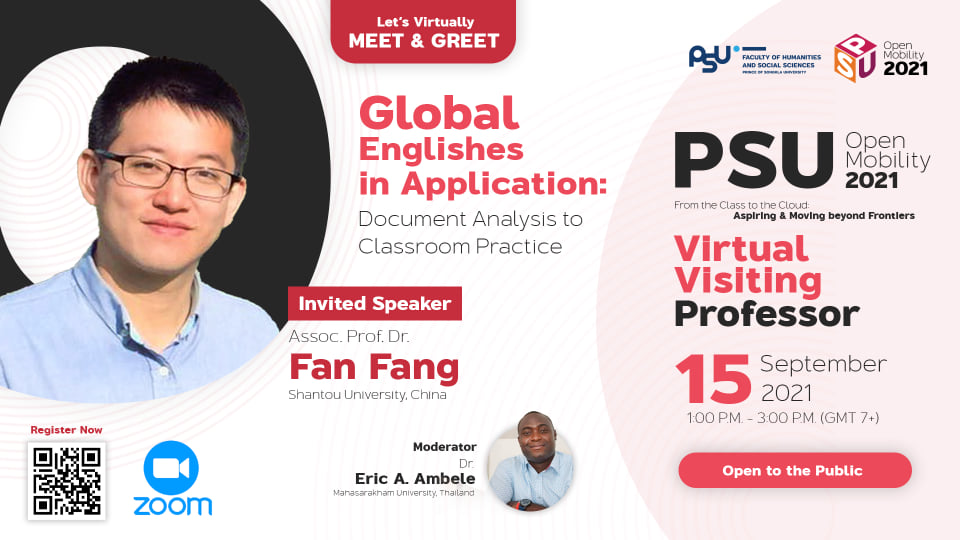 Let's Virtually
MEET & GREET
Global
Englishes
in Application:
Document Analysis to
Classroom Practice
Invited Speaker
Assoc. Prof. Dr.
Fan Fang
Shantou University, China
Register Now
zoom
Moderator
Dr.
Eric A. Ambele
Mahasarakham University, Thailand
PSU
FACULTY OF HUMANITIES
AND SOCIAL SCIENCES
PRINCE OF SONGKLA UNIVERSITY
PSU
Open
Mobility
2021
PSU
Open
Mobility
2021
From the Class to the Cloud:
Aspiring & Moving beyond Frontiers
Virtual
Visiting
Professor
15
September
2021
1:00 P.M. - 3:00 P.M. (GMT 7+)
Open to the Public